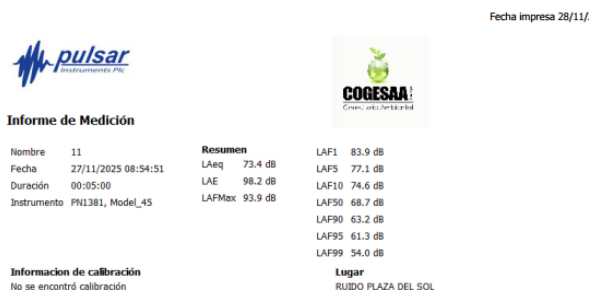 Fecha impresa 28/11/
pulsar
Instruments Plc
COGESAA
Informe de Medición
Nombre 11
Fecha 27/11/2025 08:54:51
Duración 00:05:00
Instrumento PN1381, Model_45
Resumen
LAeq 73.4 dB
LAE 98.2 dB
LAFMax 93.9 dB
LAF1 83.9 dB
LAF5 77.1 dB
LAF10 74.6 dB
LAF50 68.7 dB
LAF90 63.2 dB
LAF95 61.3 dB
LAF99 54.0 dB
Informacion de calibración
No se encontró calibración
Lugar
RUIDO PLAZA DEL SOL